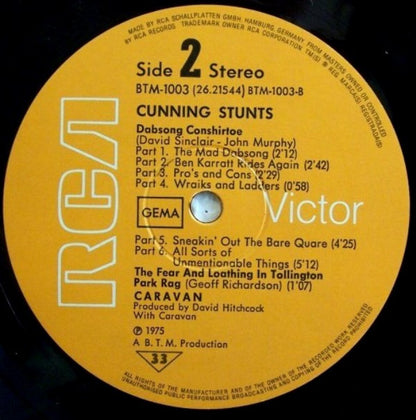 MADE BY RCA SCHALLPLATTEN GMBH, HAMBURG, GERMANY, FROM MASTERS OWNED OR CONTROLLED
BY RCA RECORDS TRADEMARK OWNER RCA CORPORATION TM(S) ® REG. MARCA(S) REGISTRADA(S)
Side 2 Stereo
BTM-1003 (26.21544) BTM-1003-B
CUNNING STUNTS
Dabsong Conshirtoe
(David Sinclair - John Murphy)
Part 1. The Mad Dabsong (2'12)
Part 2. Ben Karratt Rides Again (2'42)
Part 3. Pro's and Cons (2'29)
Part 4. Wraiks and Ladders (0'58)
GEMA
Victor
RCA
Part 5. Sneakin' Out The Bare Quare (4'25)
Part 6. All Sorts of
Unmentionable Things (5'12)
The Fear And Loathing In Tollington
Park Rag (Geoff Richardson) (1'07)
CARAVAN
Produced by David Hitchcock
With Caravan
℗ 1975
A B. T. M. Production
33
ALL RIGHTS OF THE MANUFACTURER AND OF THE OWNER OF THE RECORDED WORK RESERVED
UNAUTHORISED PUBLIC PERFORMANCE BROADCASTING AND COPYING OF THIS RECORD PROHIBITED